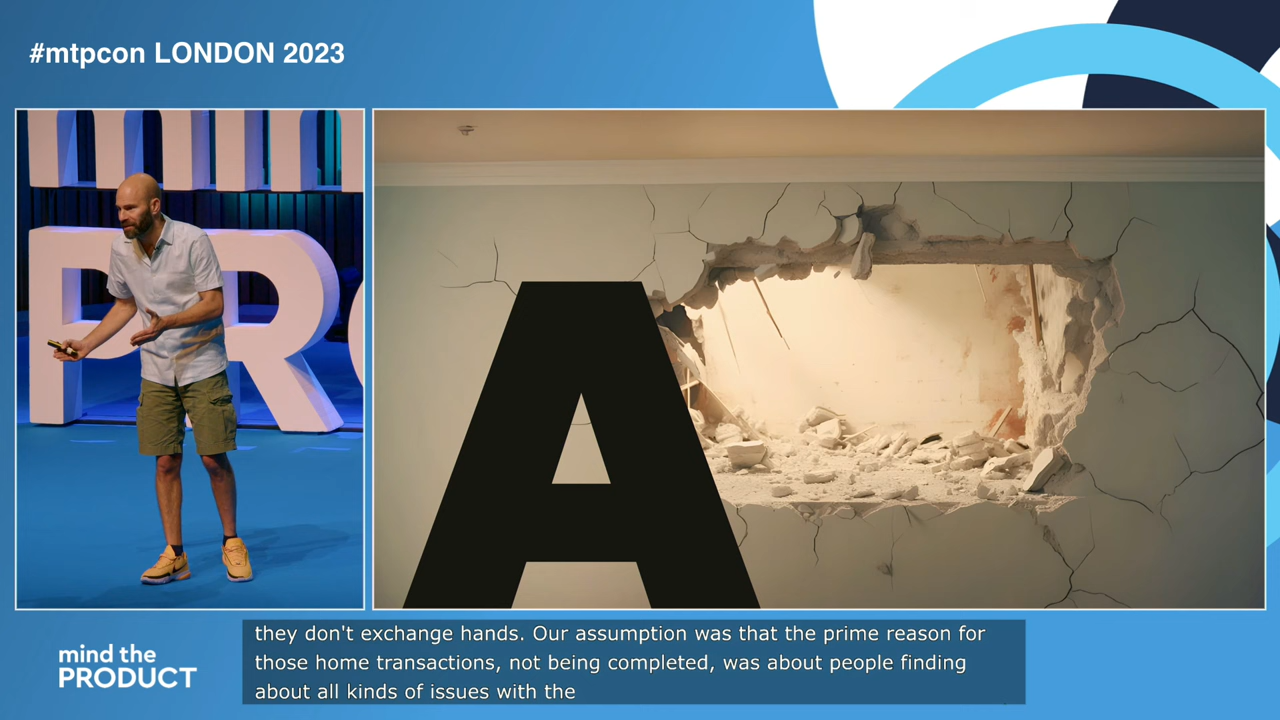 #mtpcon LONDON 2023
PR
A
mind the
PRODUCT
they don't exchange hands. Our assumption was that the prime reason for
those home transactions, not being completed, was about people finding
about all kinds of issues with the